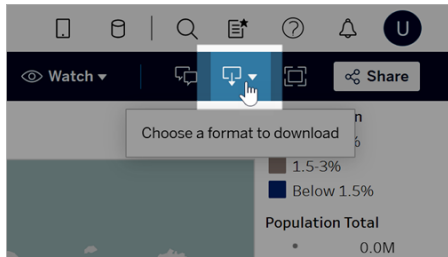 U
Watch
Share
Choose a format to download
n
%
1.5-3%
Below 1.5%
Population Total
0.0M